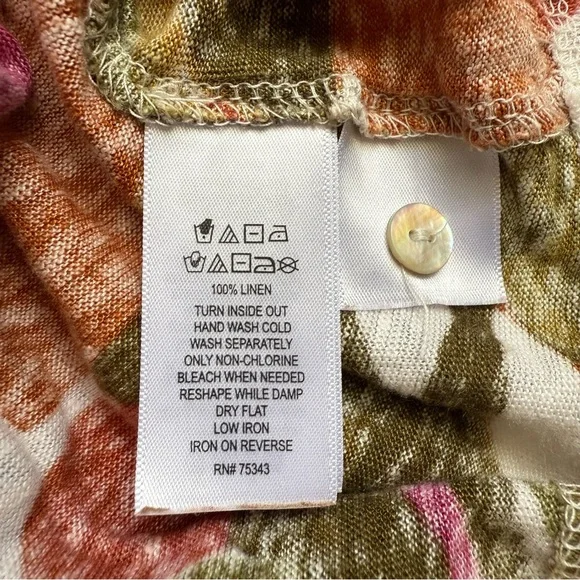 100% LINEN
TURN INSIDE OUT
HAND WASH COLD
WASH SEPARATELY
ONLY NON-CHLORINE
BLEACH WHEN NEEDED
RESHAPE WHILE DAMP
DRY FLAT
LOW IRON
IRON ON REVERSE
RN# 75343